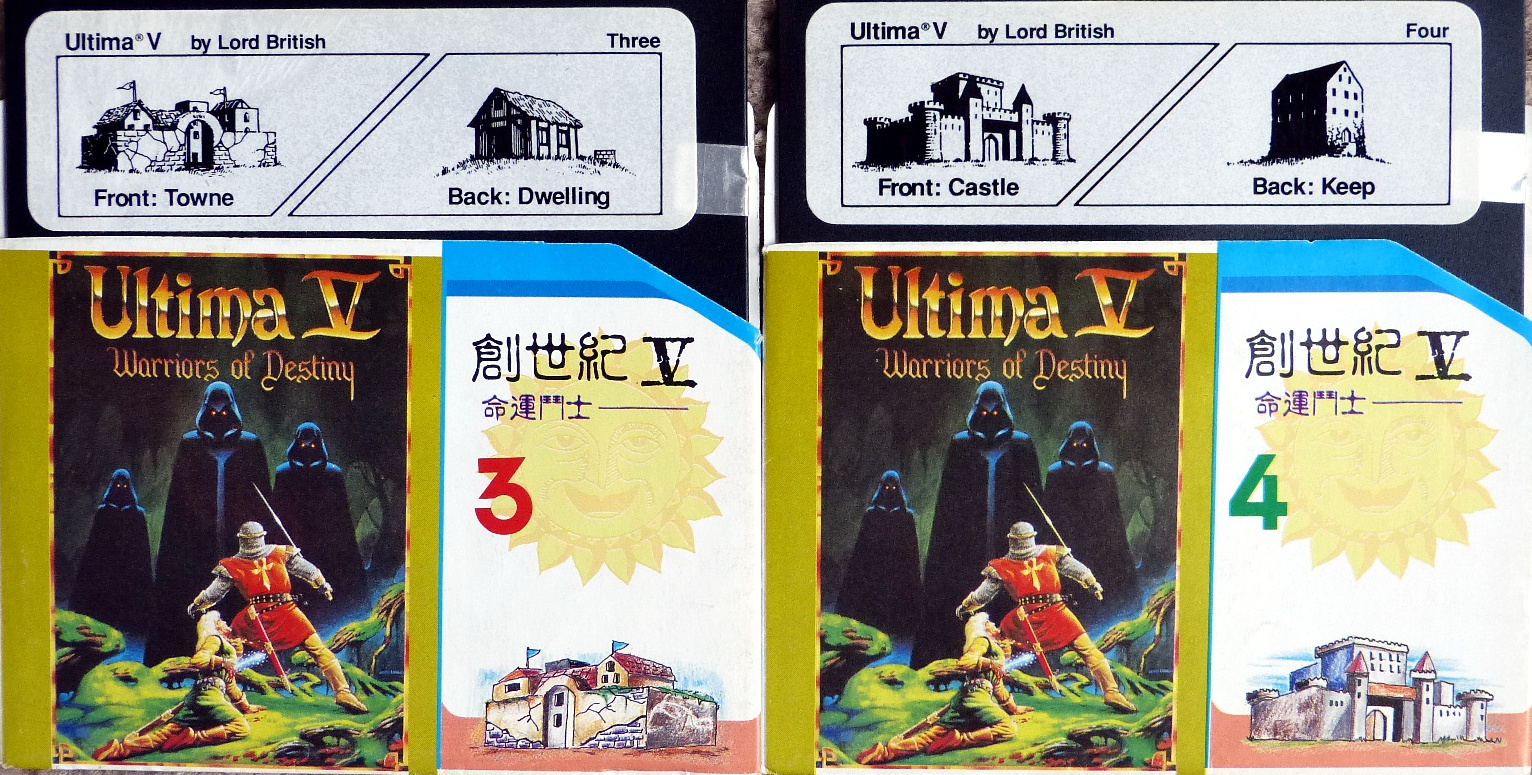 Ultima® V by Lord British Three
Front: Towne
Back: Dwelling
Ultima V
Warriors of Destiny
創世紀 V
命運鬥士
3
Ultima® V by Lord British Four
Front: Castle
Back: Keep
Ultima V
Warriors of Destiny
創世紀 V
命運鬥士
4